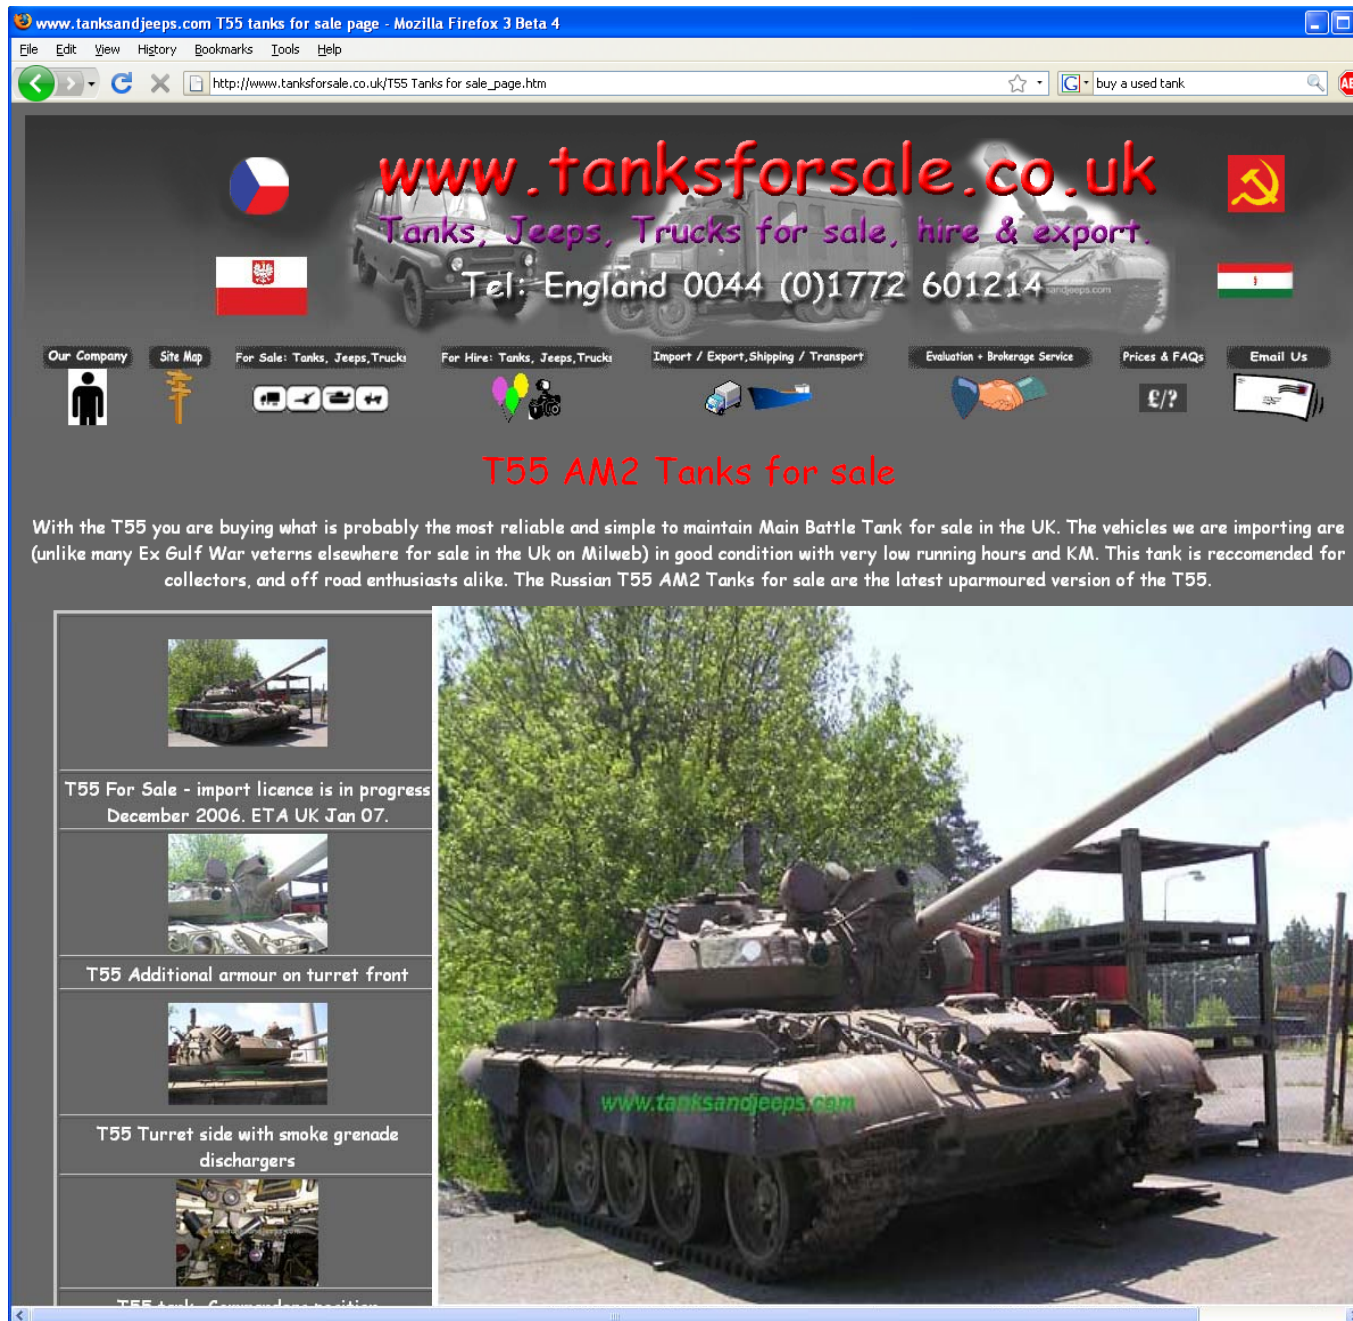 www.tanksandjeeps.com T55 tanks for sale page - Mozilla Firefox 3 Beta 4
File Edit View History Bookmarks Tools Help
http://www.tanksforsale.co.uk/T55 Tanks for sale_page.htm
G buy a used tank
www.tanksforsale.co.uk
Tanks, Jeeps, Trucks for sale, hire & export.
Tel: England 0044 (0)1772 601214
Our Company Site Map For Sale: Tanks, Jeeps,Trucks For Hire: Tanks, Jeeps,Trucks Import / Export,Shipping / Transport Evaluation + Brokerage Service Prices & FAQs Email Us
£/?
T55 AM2 Tanks for sale
With the T55 you are buying what is probably the most reliable and simple to maintain Main Battle Tank for sale in the UK. The vehicles we are importing are
(unlike many Ex Gulf War veterns elsewhere for sale in the Uk on Milweb) in good condition with very low running hours and KM. This tank is reccomended for
collectors, and off road enthusiasts alike. The Russian T55 AM2 Tanks for sale are the latest uparmoured version of the T55.
T55 For Sale - import licence is in progress
December 2006. ETA UK Jan 07.
T55 Additional armour on turret front
T55 Turret side with smoke grenade
dischargers
www.tanksandjeeps.com